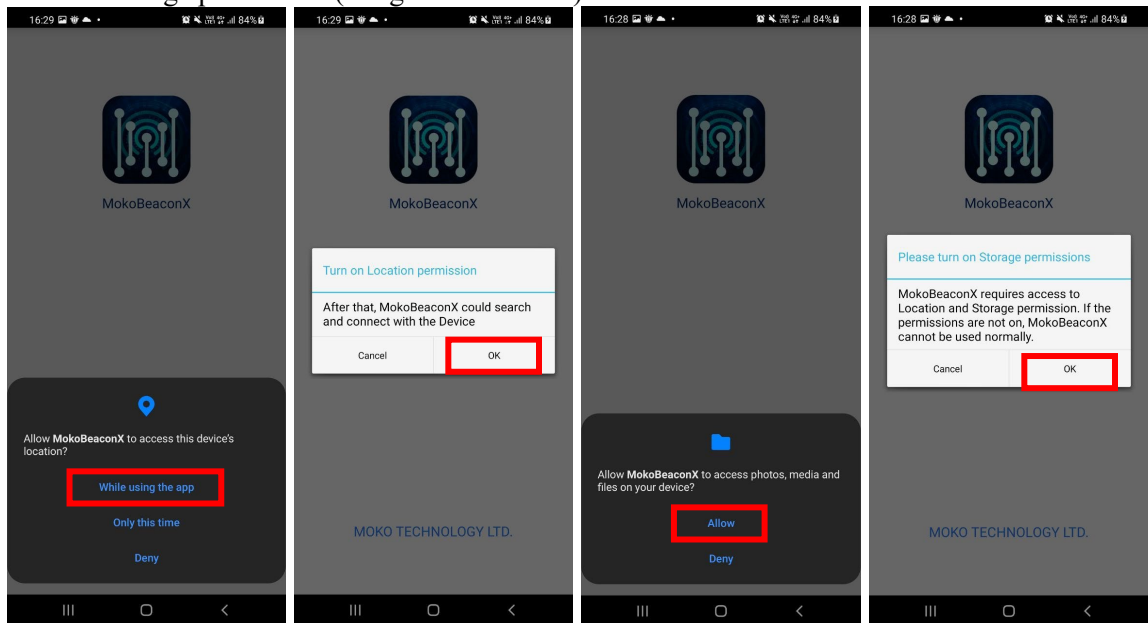 16:29
84%
MokoBeaconX
Allow MokoBeaconX to access this device's
location?
While using the app
Only this time
Deny
16:29
84%
MokoBeaconX
Turn on Location permission
After that, MokoBeaconX could search
and connect with the Device
Cancel
OK
MOKO TECHNOLOGY LTD.
16:28
84%
MokoBeaconX
Allow MokoBeaconX to access photos, media and
files on your device?
Allow
Deny
16:28
84%
MokoBeaconX
Please turn on Storage permissions
MokoBeaconX requires access to
Location and Storage permission. If the
permissions are not on, MokoBeaconX
cannot be used normally.
Cancel
OK
MOKO TECHNOLOGY LTD.